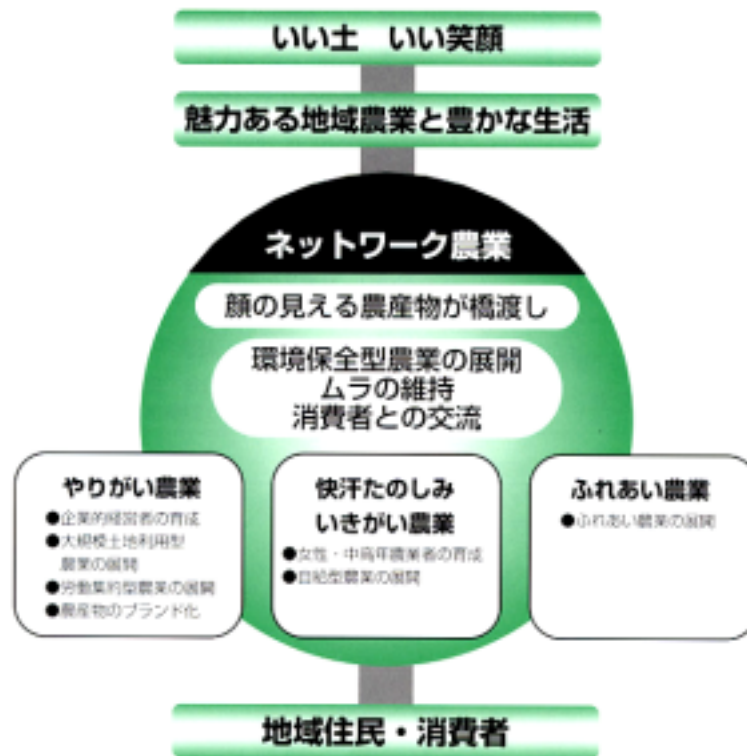 いい土 いい笑顔
魅力ある地域農業と豊かな生活
ネットワーク農業
顔の見える農産物が橋渡し
環境保全型農業の展開
ムラの維持
消費者との交流
やりがい農業
●企業的経営者の育成
●大規模土地利用型
農業の展開
●労働集約型農業の展開
●農産物のブランド化
快汗たのしみ
いきがい農業
●女性・中高年農業者の育成
●自給型農業の展開
ふれあい農業
●ふれあい農業の展開
地域住民・消費者